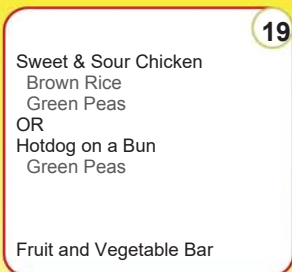 19
Sweet & Sour Chicken
Brown Rice
Green Peas
OR
Hotdog on a Bun
Green Peas
Fruit and Vegetable Bar